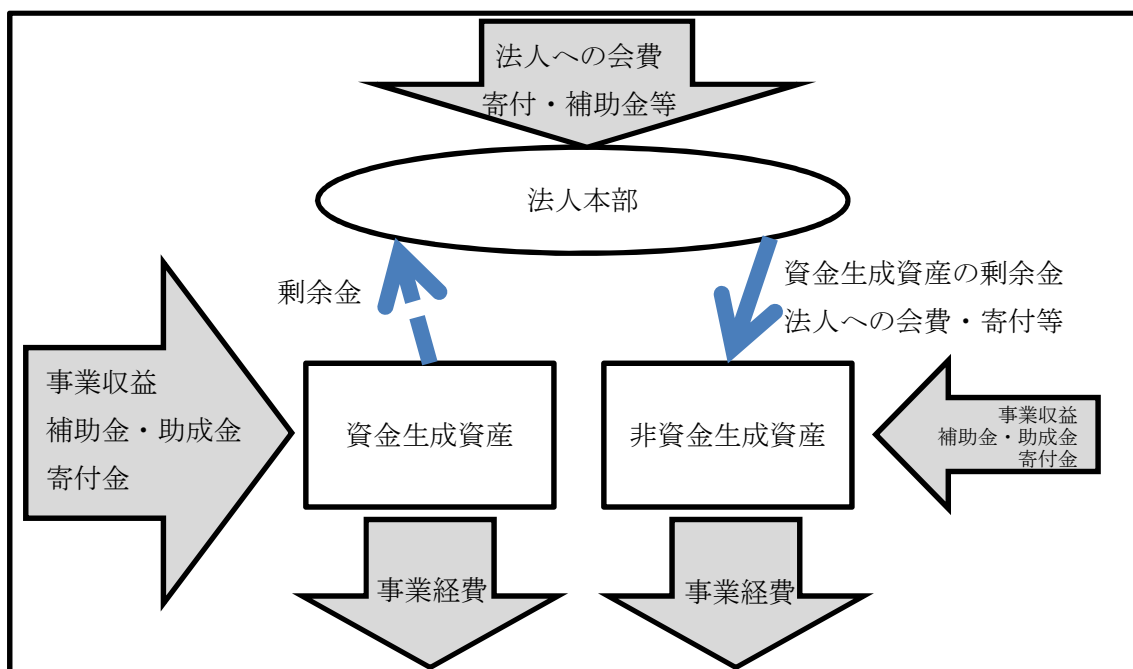 法人への会費
寄付・補助金等
法人本部
剰余金
資金生成資産の剰余金
法人への会費・寄付等
事業収益
補助金・助成金
寄付金
資金生成資産
非資金生成資産
事業収益
補助金・助成金
寄付金
事業経費
事業経費